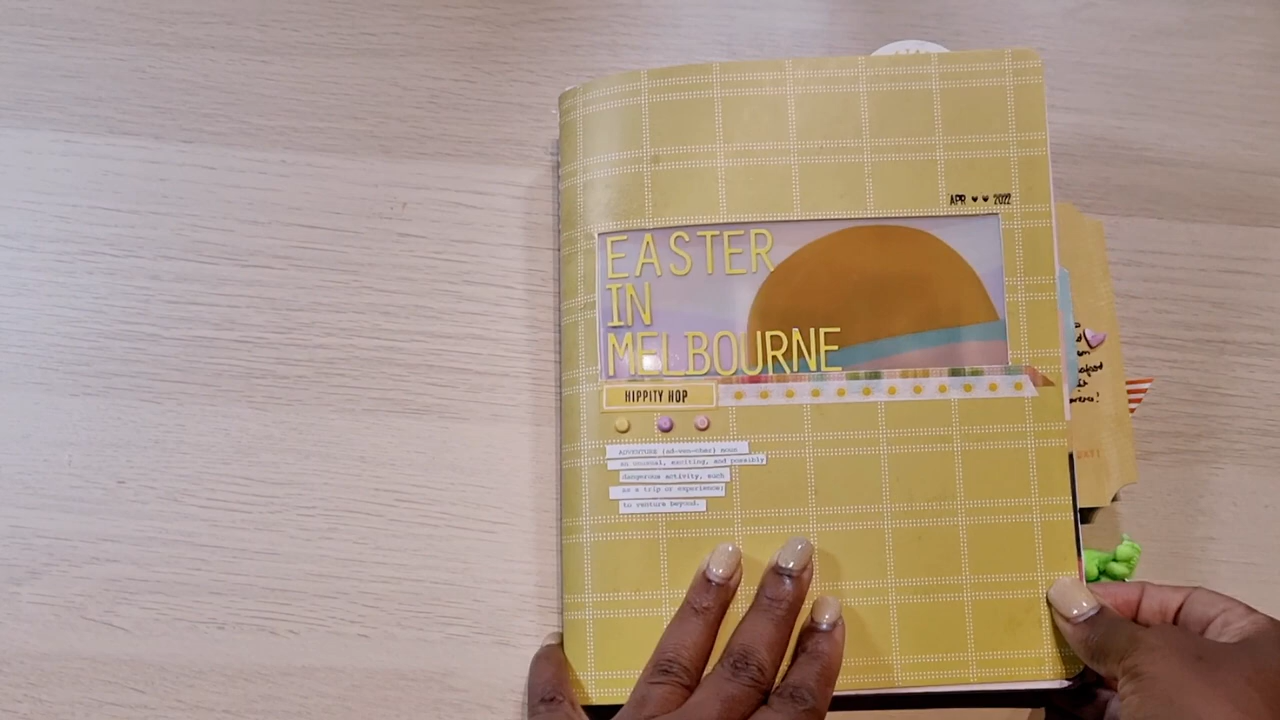 APR ♥ ♥ 2022
EASTER
IN
MELBOURNE
HIPPITY HOP
ADVENTURE (ad-ven-cher) noun
an unusual, exciting, and possibly
dangerous activity, such
as a trip or experience;
to venture beyond.